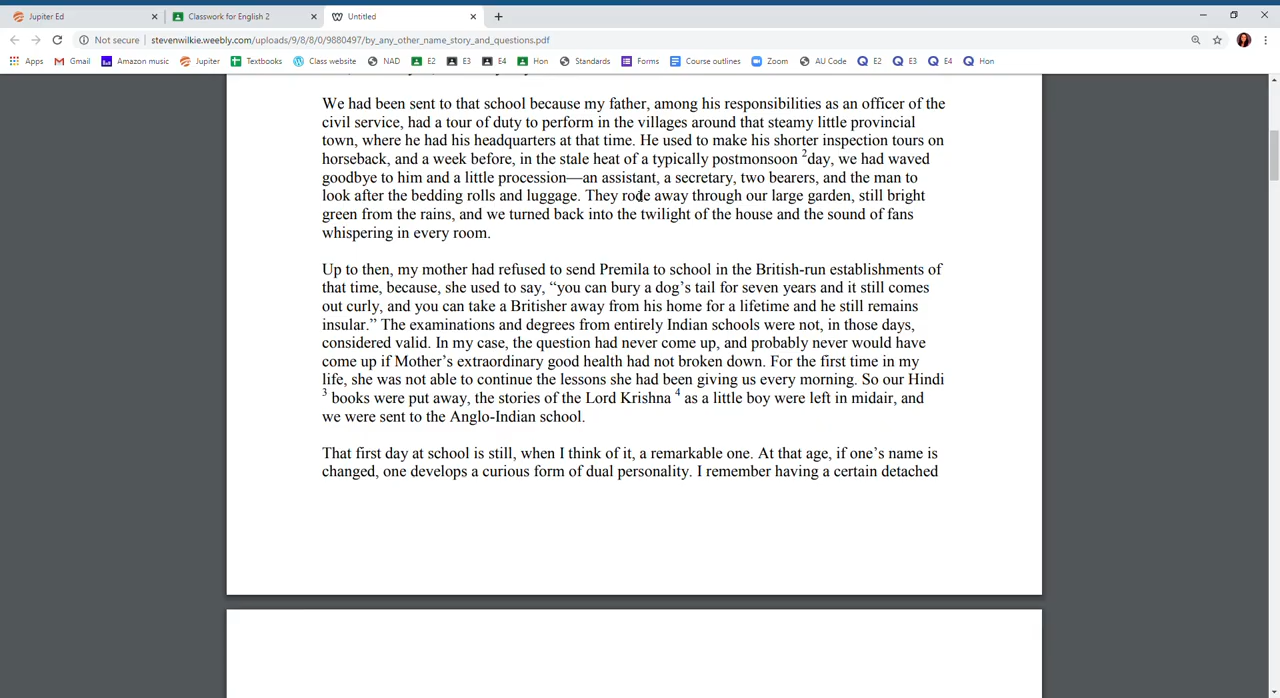 Jupiter Ed
Classwork for English 2
Untitled
Not secure | stevenwilkie.weebly.com/uploads/9/8/8/0/9880497/by_any_other_name_story_and_questions.pdf
Apps Gmail Amazon music Jupiter Textbooks Class website NAD E2 E3 E4 Hon Standards Forms Course outlines Zoom AU Code E2 E3 E4 Hon
We had been sent to that school because my father, among his responsibilities as an officer of the
civil service, had a tour of duty to perform in the villages around that steamy little provincial
town, where he had his headquarters at that time. He used to make his shorter inspection tours on
horseback, and a week before, in the stale heat of a typically postmonsoon 2day, we had waved
goodbye to him and a little procession—an assistant, a secretary, two bearers, and the man to
look after the bedding rolls and luggage. They rode away through our large garden, still bright
green from the rains, and we turned back into the twilight of the house and the sound of fans
whispering in every room.
Up to then, my mother had refused to send Premila to school in the British-run establishments of
that time, because, she used to say, “you can bury a dog’s tail for seven years and it still comes
out curly, and you can take a Britisher away from his home for a lifetime and he still remains
insular.” The examinations and degrees from entirely Indian schools were not, in those days,
considered valid. In my case, the question had never come up, and probably never would have
come up if Mother’s extraordinary good health had not broken down. For the first time in my
life, she was not able to continue the lessons she had been giving us every morning. So our Hindi
3 books were put away, the stories of the Lord Krishna 4 as a little boy were left in midair, and
we were sent to the Anglo-Indian school.
That first day at school is still, when I think of it, a remarkable one. At that age, if one’s name is
changed, one develops a curious form of dual personality. I remember having a certain detached